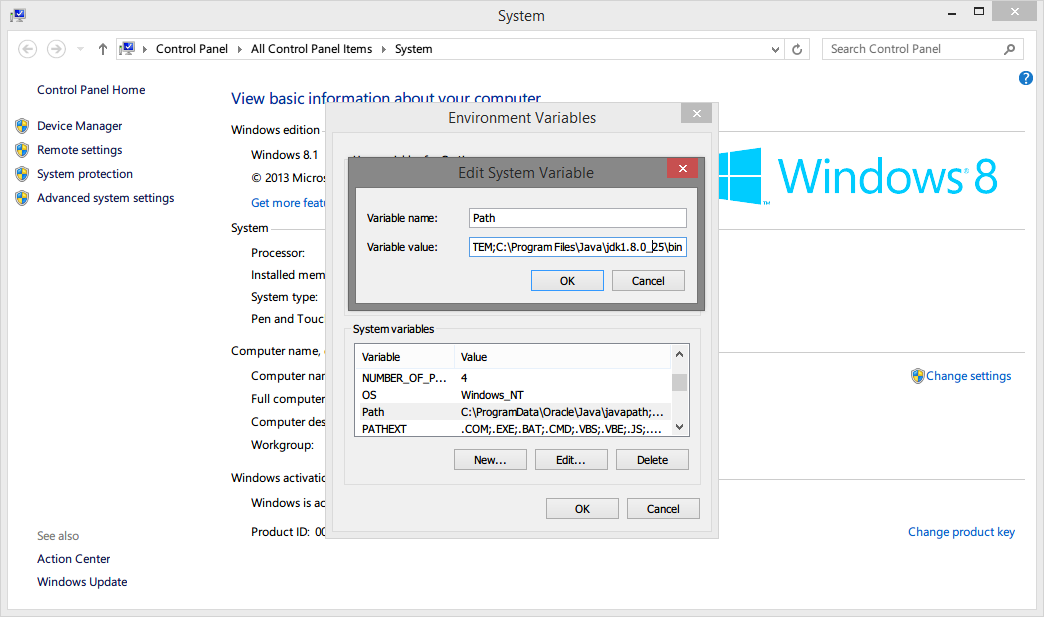 System
Control Panel All Control Panel Items System
Search Control Panel
Control Panel Home
Device Manager
Remote settings
System protection
Advanced system settings
See also
Action Center
Windows Update
View basic information about your computer
Windows edition
Windows 8.1
© 2013 Micros
Get more featu
System
Processor:
Installed mem
System type:
Pen and Touc
Computer name,
Computer nam
Full computer
Computer des
Workgroup:
Windows activatio
Windows is ac
Product ID: 00
Windows® 8
Change settings
Change product key
Environment Variables
Edit System Variable
Variable name: Path
Variable value: TEM;C:\Program Files\Java\jdk1.8.0_25\bin
OK Cancel
System variables
Variable Value
NUMBER_OF_P... 4
OS Windows_NT
Path C:\ProgramData\Oracle\Java\javapath;...
PATHEXT .COM;.EXE;.BAT;.CMD;.VBS;.VBE;.JS;....
New... Edit... Delete
OK Cancel